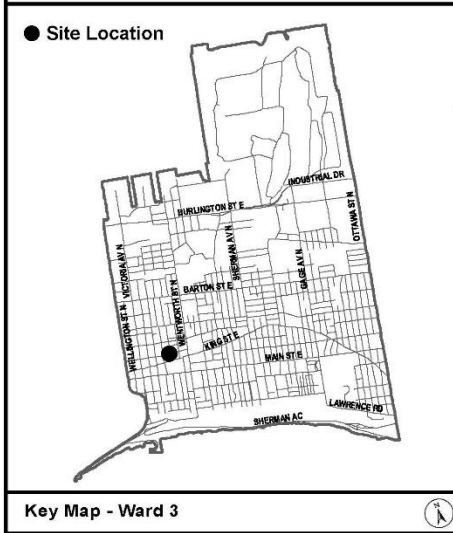 Site Location
INDUSTRIAL DR
BURLINGTON ST E
OTTAWA ST N
SHERMAN AV N
GAGE AV N
VICTORIA AV N
WENTWORTH ST N
WELLINGTON ST N
BARTON ST E
KING ST E
MAIN ST E
LAWRENCE RD
SHERMAN AC
Key Map - Ward 3
N